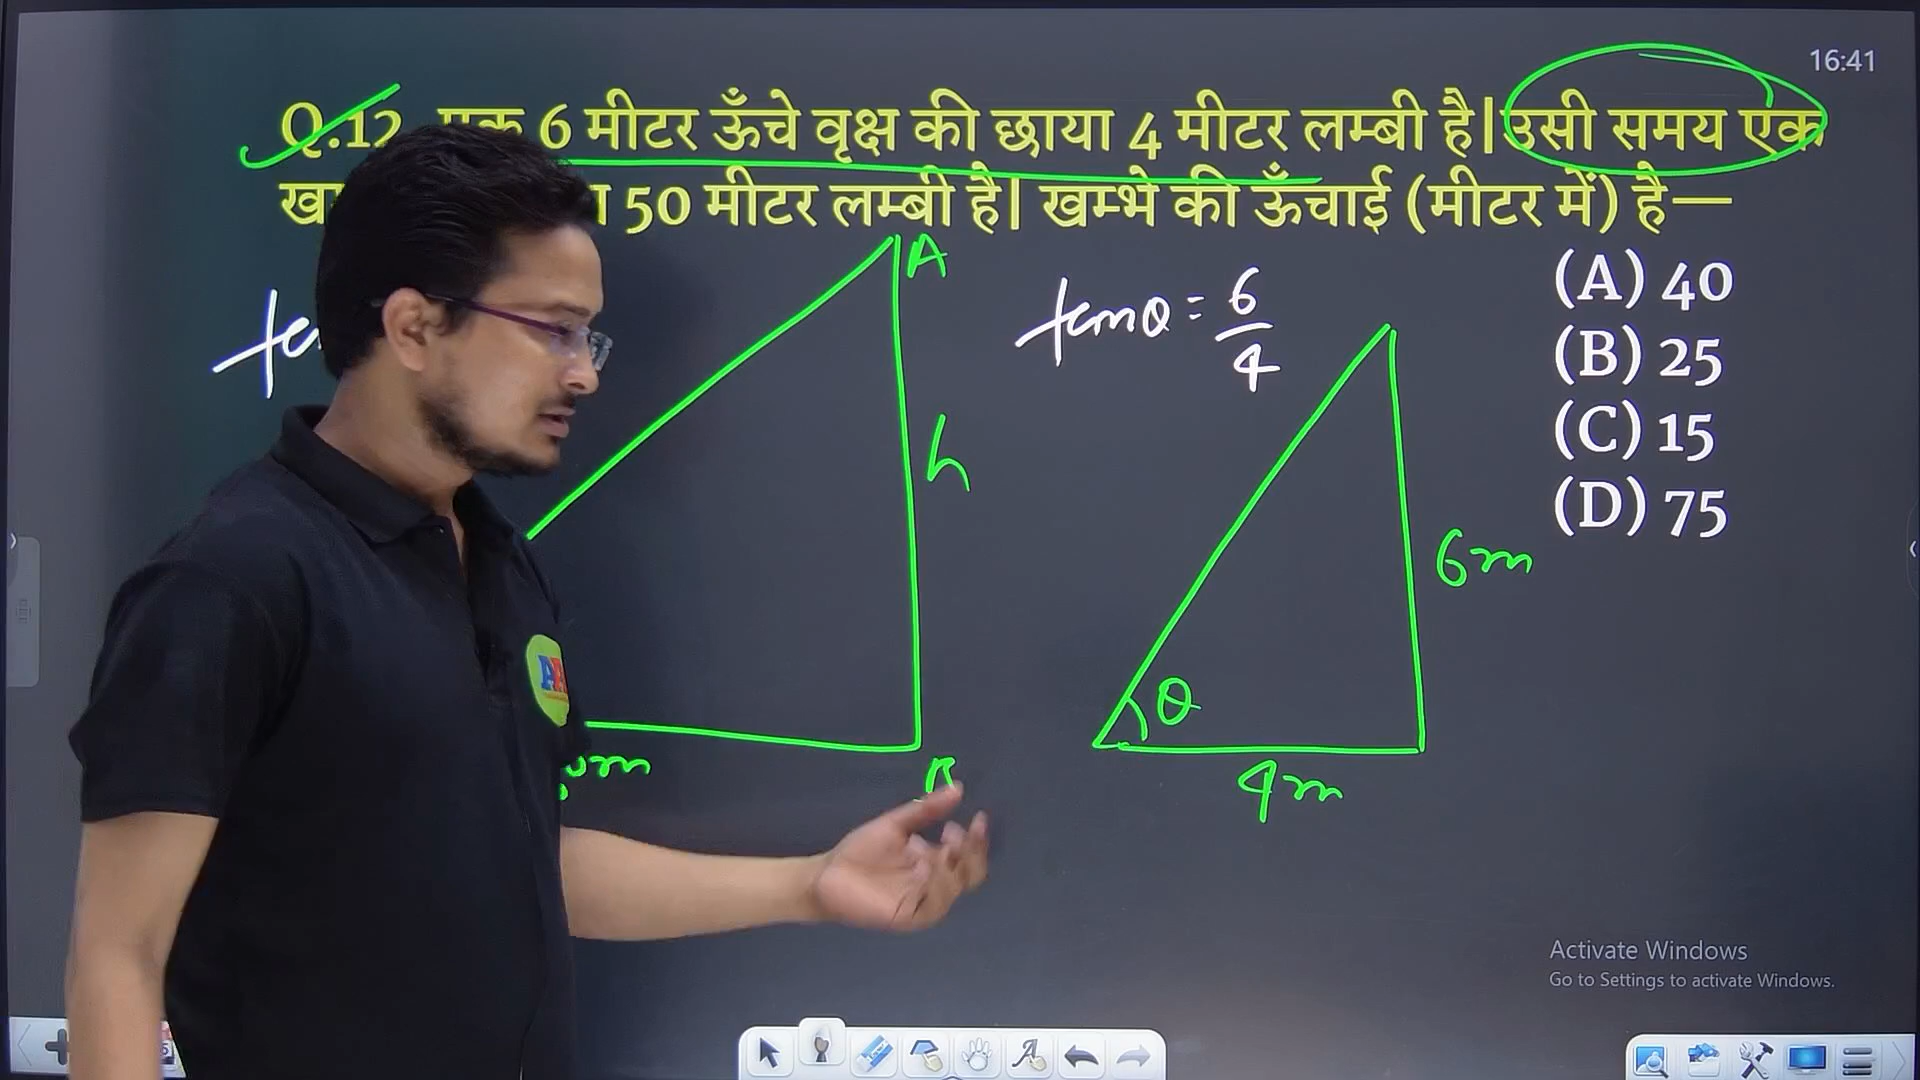 16:41
Q.12 एक 6 मीटर ऊँचे वृक्ष की छाया 4 मीटर लम्बी है। उसी समय एक
50 मीटर लम्बी है। खम्भे की ऊँचाई (मीटर में) है—
A
tanθ = 6/4
(A) 40
(B) 25
(C) 15
(D) 75
h
6m
θ
4m
B
Activate Windows
Go to Settings to activate Windows.